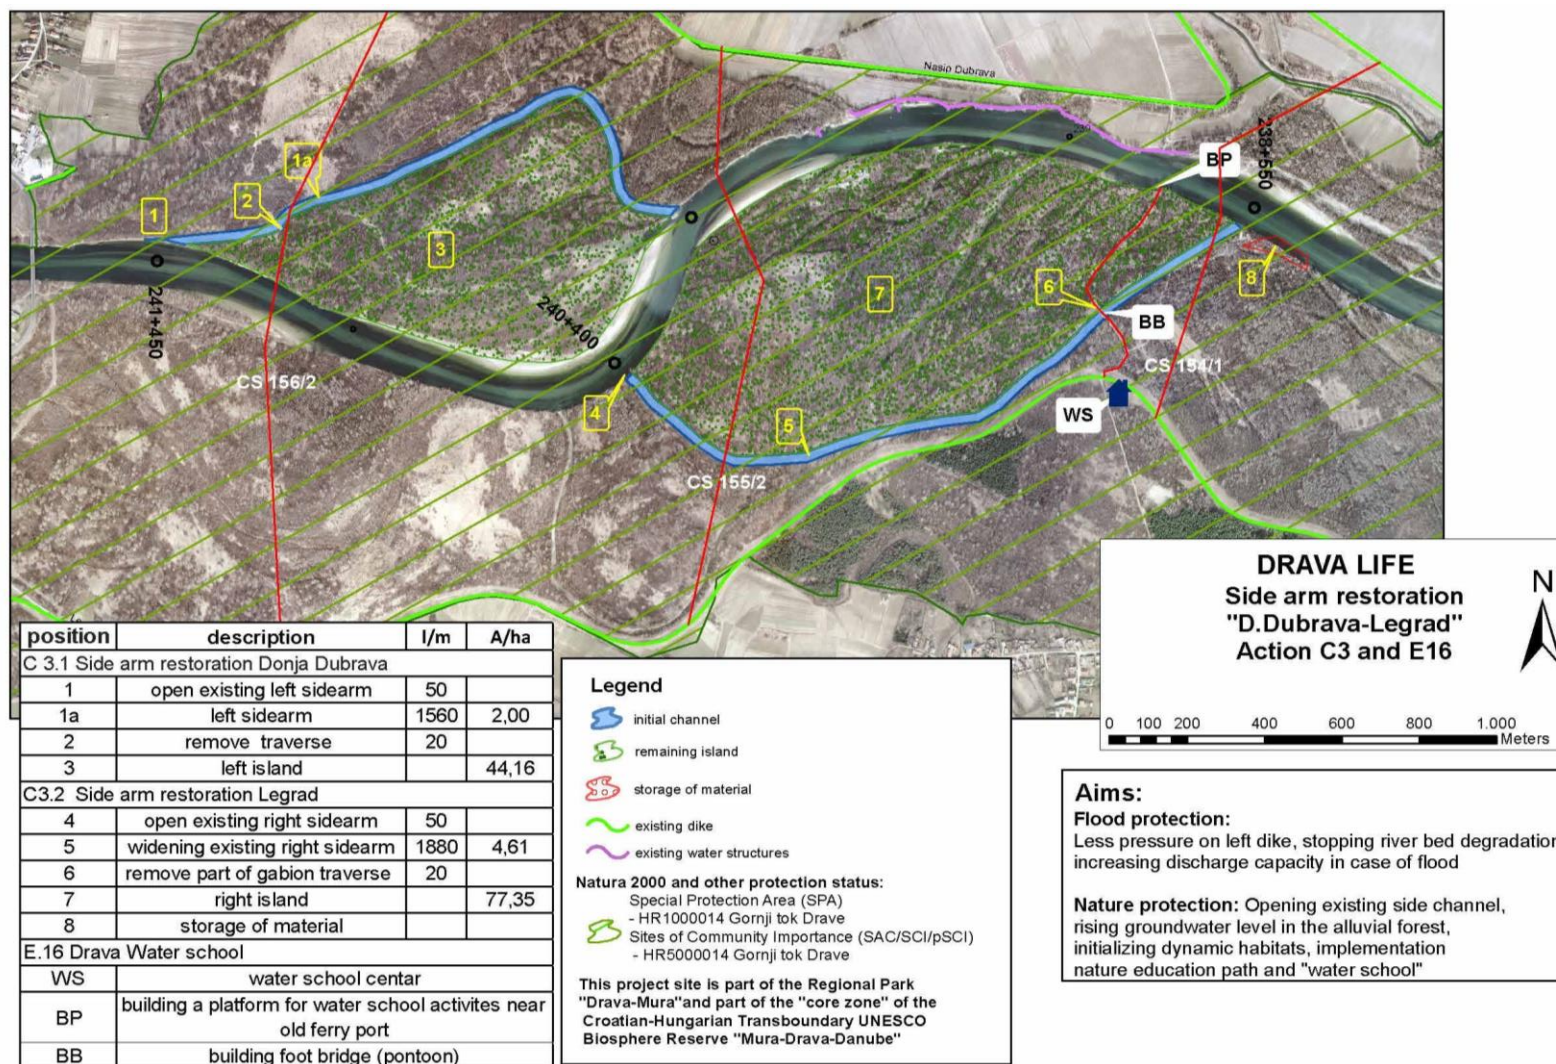 Nasip Dubrava
1
2
1a
3
4
5
6
7
8
BP
BB
WS
241+450
240+400
238+550
CS 156/2
CS 155/2
CS 154/1
DRAVA LIFE
Side arm restoration
"D.Dubrava-Legrad"
Action C3 and E16
N
0 100 200 400 600 800 1.000
Meters
position description l/m A/ha
C 3.1 Side arm restoration Donja Dubrava
1 open existing left sidearm 50
1a left sidearm 1560 2,00
2 remove traverse 20
3 left island 44,16
C3.2 Side arm restoration Legrad
4 open existing right sidearm 50
5 widening existing right sidearm 1880 4,61
6 remove part of gabion traverse 20
7 right island 77,35
8 storage of material
E.16 Drava Water school
WS water school centar
BP building a platform for water school activites near
old ferry port
BB building foot bridge (pontoon)
Legend
initial channel
remaining island
storage of material
existing dike
existing water structures
Natura 2000 and other protection status:
Special Protection Area (SPA)
- HR1000014 Gornji tok Drave
Sites of Community Importance (SAC/SCI/pSCI)
- HR5000014 Gornji tok Drave
This project site is part of the Regional Park
"Drava-Mura"and part of the "core zone" of the
Croatian-Hungarian Transboundary UNESCO
Biosphere Reserve "Mura-Drava-Danube"
Aims:
Flood protection:
Less pressure on left dike, stopping river bed degradation
increasing discharge capacity in case of flood
Nature protection: Opening existing side channel,
rising groundwater level in the alluvial forest,
initializing dynamic habitats, implementation
nature education path and "water school"